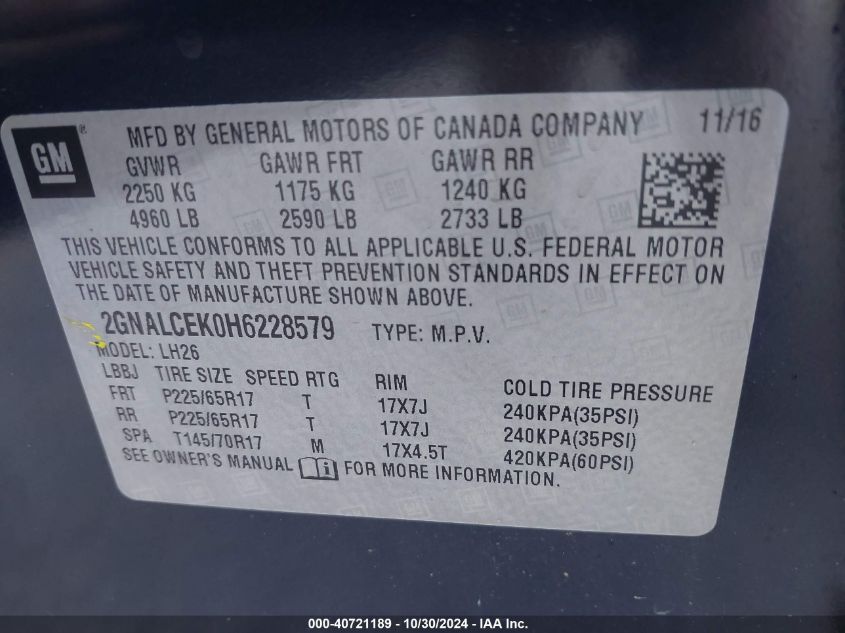 GM ®
MFD BY GENERAL MOTORS OF CANADA COMPANY 11/16
GVWR GAWR FRT GAWR RR
2250 KG 1175 KG 1240 KG
4960 LB 2590 LB 2733 LB
THIS VEHICLE CONFORMS TO ALL APPLICABLE U.S. FEDERAL MOTOR
VEHICLE SAFETY AND THEFT PREVENTION STANDARDS IN EFFECT ON
THE DATE OF MANUFACTURE SHOWN ABOVE.
2GNALCEK0H6228579 TYPE: M.P.V.
MODEL: LH26
LBBJ TIRE SIZE SPEED RTG RIM COLD TIRE PRESSURE
FRT P225/65R17 T 17X7J 240KPA(35PSI)
RR P225/65R17 T 17X7J 240KPA(35PSI)
SPA T145/70R17 M 17X4.5T 420KPA(60PSI)
SEE OWNER'S MANUAL i FOR MORE INFORMATION.
000-40721189 - 10/30/2024 - IAA Inc.